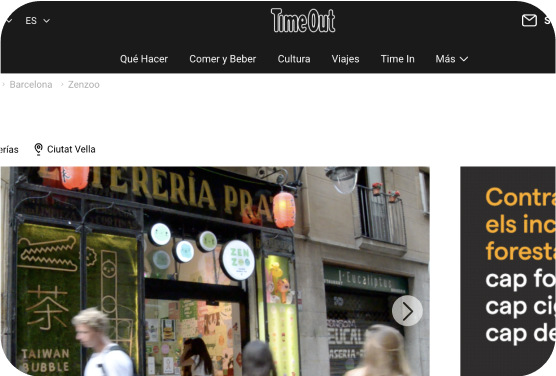 ES
Time Out
Qué Hacer Comer y Beber Cultura Viajes Time In Más
Barcelona Zenzoo
erías Ciutat Vella
TERERÍA PRA
ZEN
ZOO
l'Eucaliptus
茶
TAIWAN
BUBBLE
Contra
els inc
foresta
cap fo
cap ci
cap de